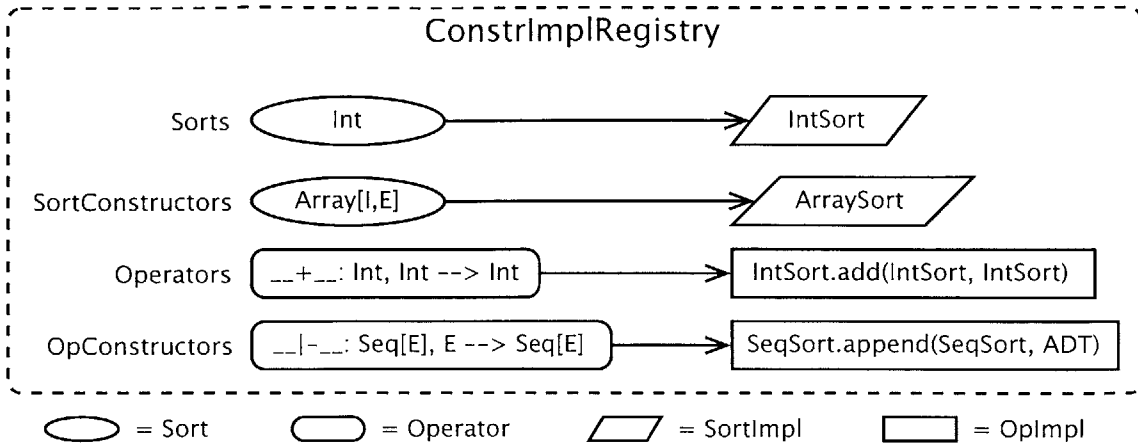 ConstrImplRegistry
Sorts Int IntSort
SortConstructors Array[I,E] ArraySort
Operators __+__: Int, Int --> Int IntSort.add(IntSort, IntSort)
OpConstructors __|-__: Seq[E], E --> Seq[E] SeqSort.append(SeqSort, ADT)
= Sort = Operator = SortImpl = OpImpl